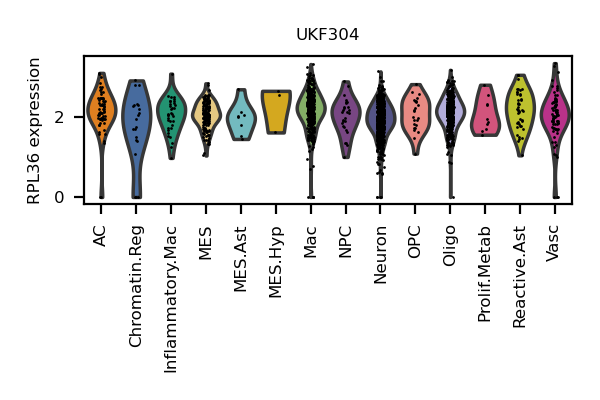 UKF304
RPL36 expression
2
0
AC
Chromatin.Reg
Inflammatory.Mac
MES
MES.Ast
MES.Hyp
Mac
NPC
Neuron
OPC
Oligo
Prolif.Metab
Reactive.Ast
Vasc